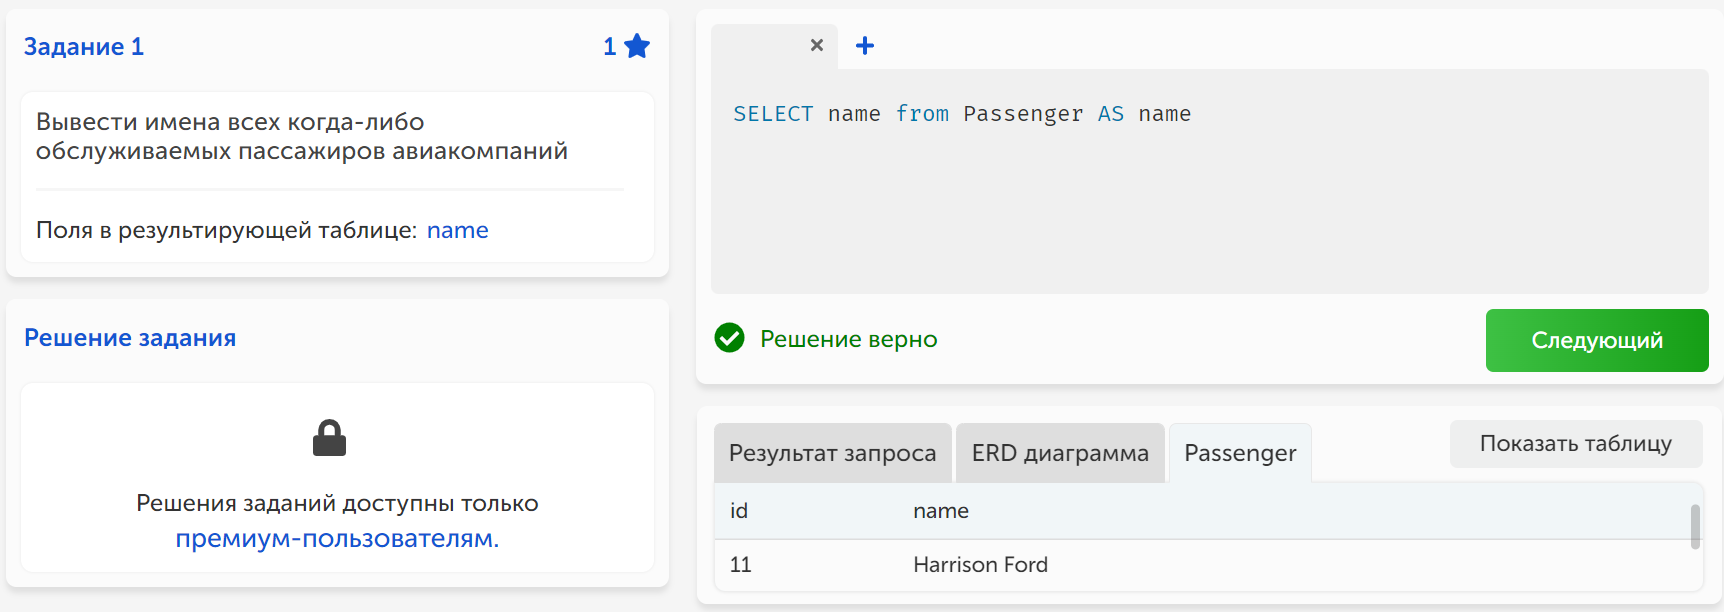 Задание 1
1
Вывести имена всех когда-либо
обслуживаемых пассажиров авиакомпаний
Поля в результирующей таблице: name
Решение задания
Решения заданий доступны только
премиум-пользователям.
SELECT name from Passenger AS name
Решение верно
Следующий
Результат запроса
ERD диаграмма
Passenger
Показать таблицу
id name
11 Harrison Ford